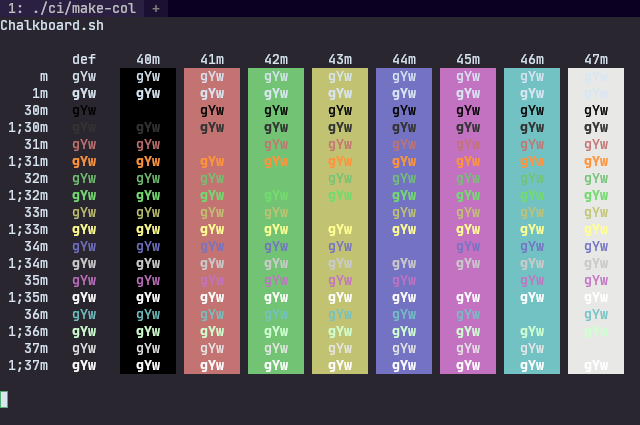 1: ./ci/make-col +
Chalkboard.sh
def 40m 41m 42m 43m 44m 45m 46m 47m
m gYw gYw gYw gYw gYw gYw gYw gYw gYw
1m gYw gYw gYw gYw gYw gYw gYw gYw gYw
30m gYw gYw gYw gYw gYw gYw gYw gYw
1;30m gYw gYw gYw gYw gYw gYw gYw gYw gYw
31m gYw gYw gYw gYw gYw gYw gYw gYw
1;31m gYw gYw gYw gYw gYw gYw gYw gYw gYw
32m gYw gYw gYw gYw gYw gYw gYw gYw
1;32m gYw gYw gYw gYw gYw gYw gYw gYw gYw
33m gYw gYw gYw gYw gYw gYw gYw gYw
1;33m gYw gYw gYw gYw gYw gYw gYw gYw gYw
34m gYw gYw gYw gYw gYw gYw gYw gYw
1;34m gYw gYw gYw gYw gYw gYw gYw gYw gYw
35m gYw gYw gYw gYw gYw gYw gYw gYw
1;35m gYw gYw gYw gYw gYw gYw gYw gYw gYw
36m gYw gYw gYw gYw gYw gYw gYw gYw
1;36m gYw gYw gYw gYw gYw gYw gYw gYw gYw
37m gYw gYw gYw gYw gYw gYw gYw gYw
1;37m gYw gYw gYw gYw gYw gYw gYw gYw gYw